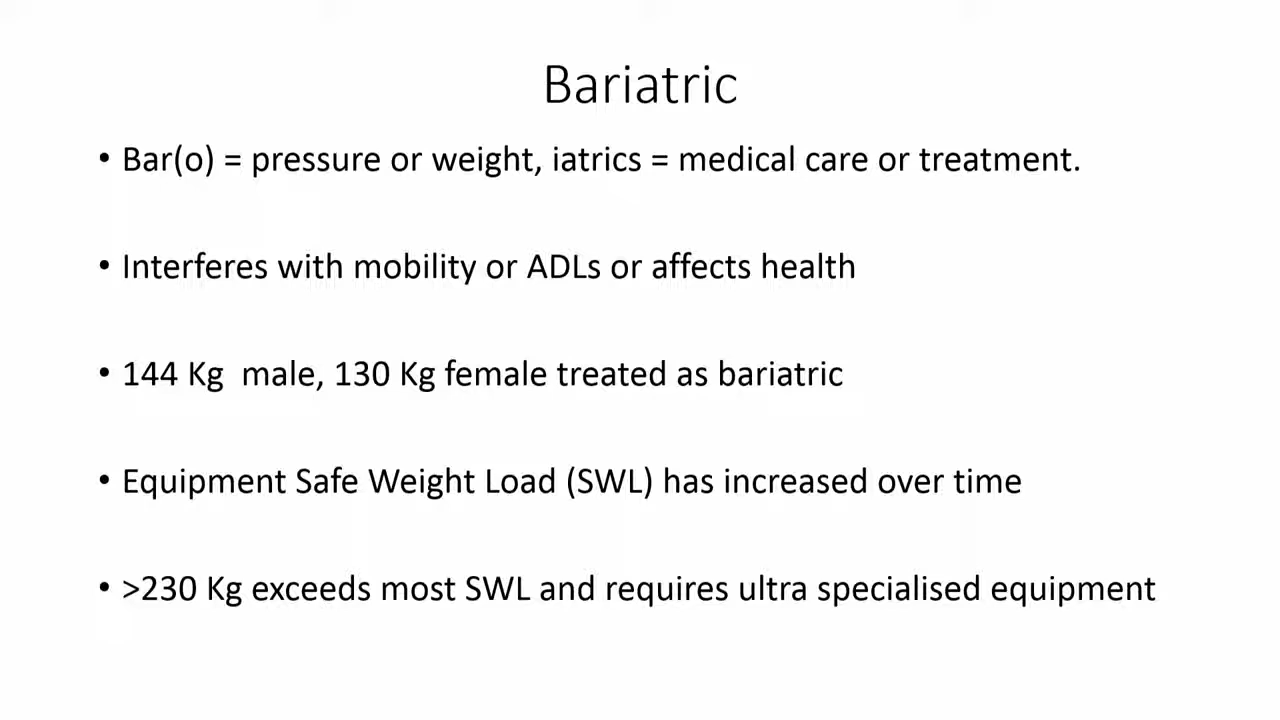 Bariatric
• Bar(o) = pressure or weight, iatrics = medical care or treatment.
• Interferes with mobility or ADLs or affects health
• 144 Kg  male, 130 Kg female treated as bariatric
• Equipment Safe Weight Load (SWL) has increased over time
• >230 Kg exceeds most SWL and requires ultra specialised equipment